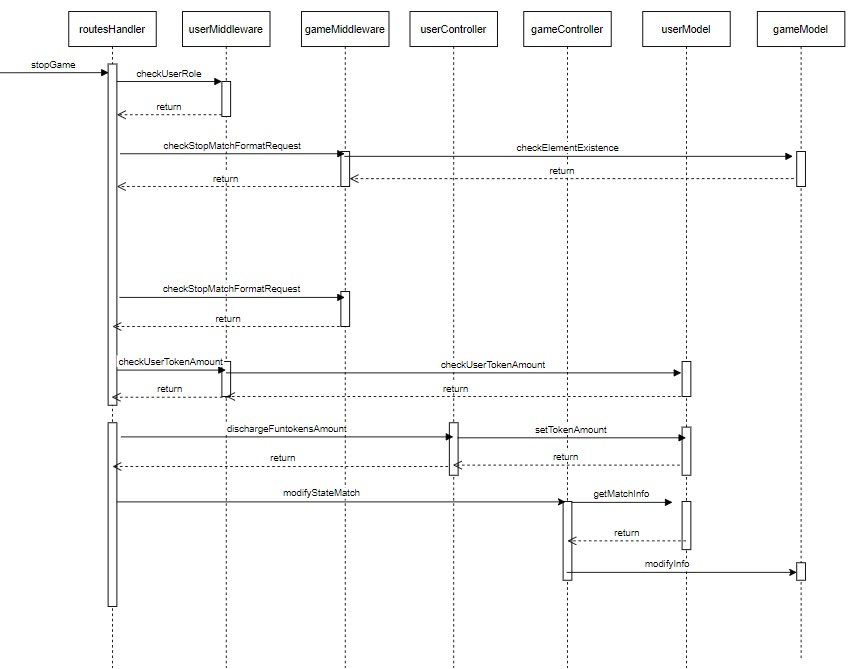 routesHandler
userMiddleware
gameMiddleware
userController
gameController
userModel
gameModel
stopGame
checkUserRole
return
checkStopMatchFormatRequest
checkElementExistence
return
return
checkStopMatchFormatRequest
return
checkUserTokenAmount
checkUserTokenAmount
return
return
dischargeFuntokensAmount
setTokenAmount
return
return
modifyStateMatch
getMatchInfo
return
modifyInfo